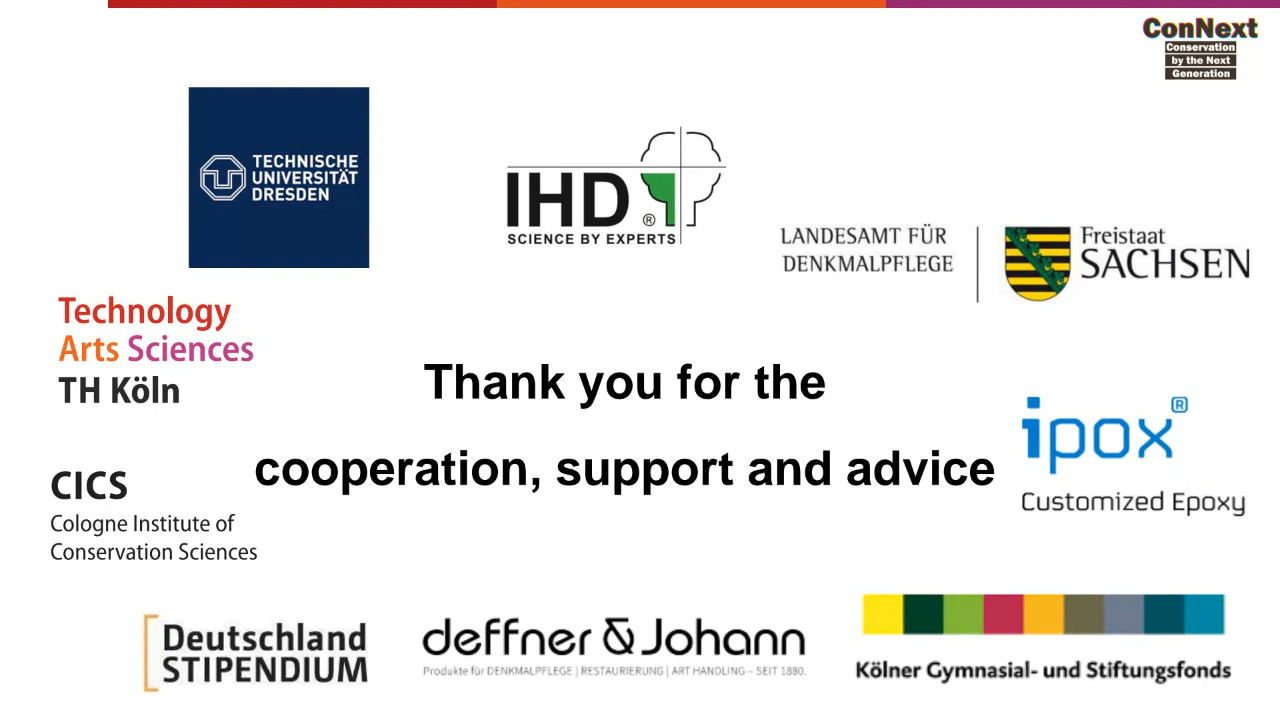 ConNext
Conservation
by the Next
Generation
TECHNISCHE
UNIVERSITÄT
DRESDEN
IHD®
SCIENCE BY EXPERTS
LANDESAMT FÜR
DENKMALPFLEGE
Freistaat
SACHSEN
Technology
Arts Sciences
TH Köln
Thank you for the
cooperation, support and advice
ipox®
Customized Epoxy
CICS
Cologne Institute of
Conservation Sciences
Deutschland
STIPENDIUM
deffner & Johann
Produkte für DENKMALPFLEGE | RESTAURIERUNG | ART HANDLING – SEIT 1880.
Kölner Gymnasial- und Stiftungsfonds